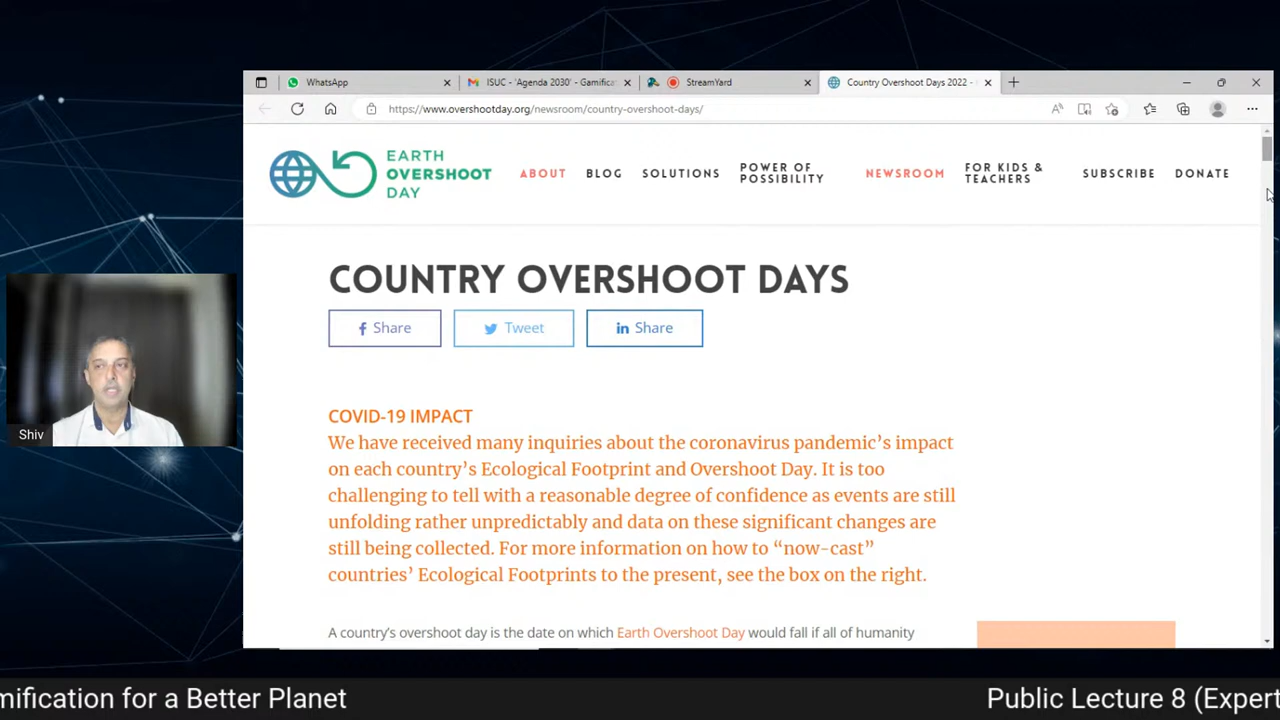 WhatsApp
ISUC - 'Agenda 2030' - Gamifica
StreamYard
Country Overshoot Days 2022 -
https://www.overshootday.org/newsroom/country-overshoot-days/
EARTH
OVERSHOOT
DAY
ABOUT
BLOG
SOLUTIONS
POWER OF
POSSIBILITY
NEWSROOM
FOR KIDS &
TEACHERS
SUBSCRIBE
DONATE
COUNTRY OVERSHOOT DAYS
Share
Tweet
in Share
COVID-19 IMPACT
We have received many inquiries about the coronavirus pandemic's impact
on each country's Ecological Footprint and Overshoot Day. It is too
challenging to tell with a reasonable degree of confidence as events are still
unfolding rather unpredictably and data on these significant changes are
still being collected. For more information on how to "now-cast"
countries' Ecological Footprints to the present, see the box on the right.
A country's overshoot day is the date on which Earth Overshoot Day would fall if all of humanity
Shiv
mification for a Better Planet
Public Lecture 8 (Expert